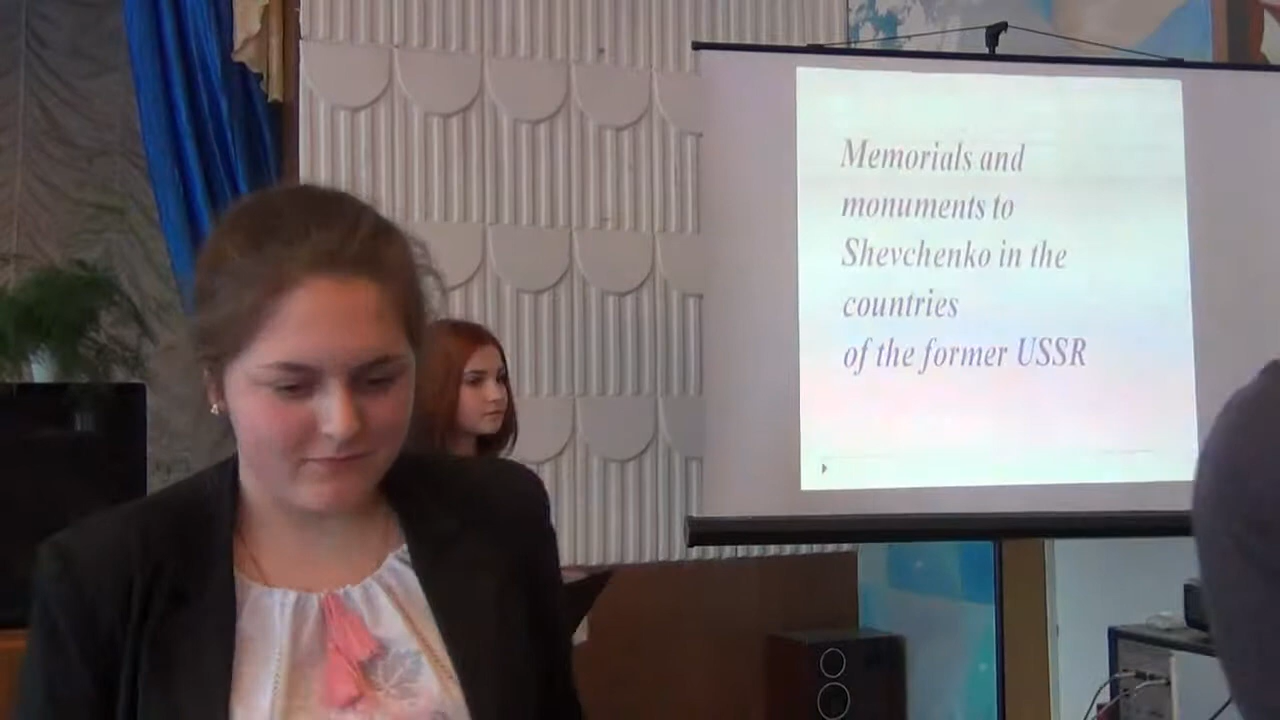 Memorials and
monuments to
Shevchenko in the
countries
of the former USSR